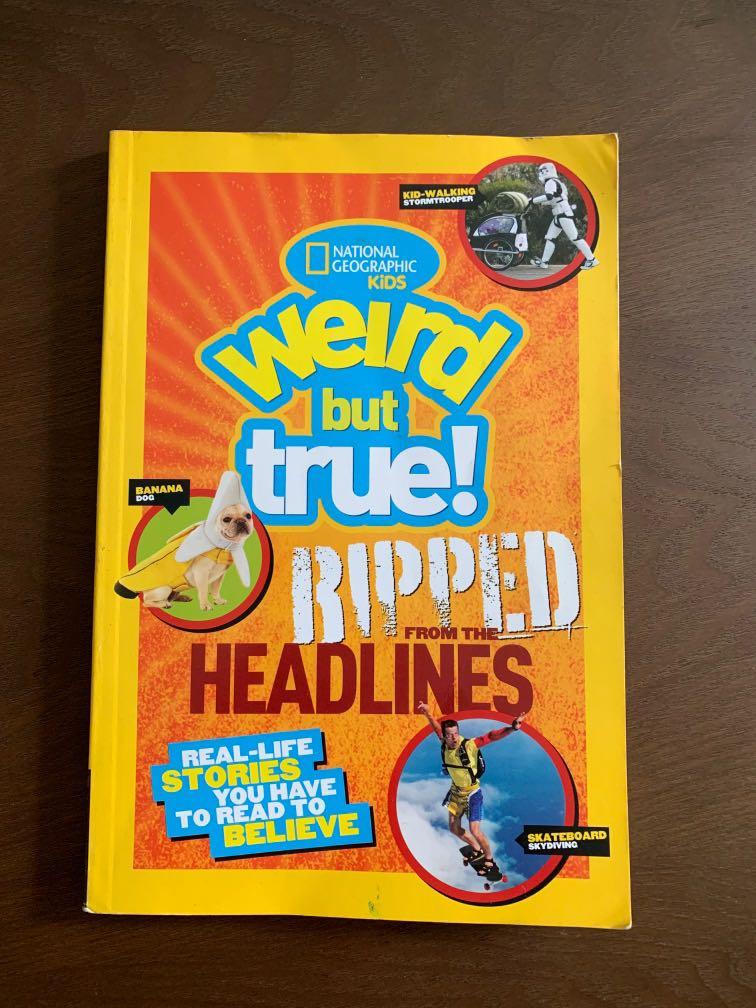 KID-WALKING
STORMTROOPER
NATIONAL
GEOGRAPHIC
KiDS
weird
but
true!
BANANA
DOG
RIPPED
FROM THE
HEADLINES
REAL-LIFE
STORIES
YOU HAVE
TO READ TO
BELIEVE
SKATEBOARD
SKYDIVING